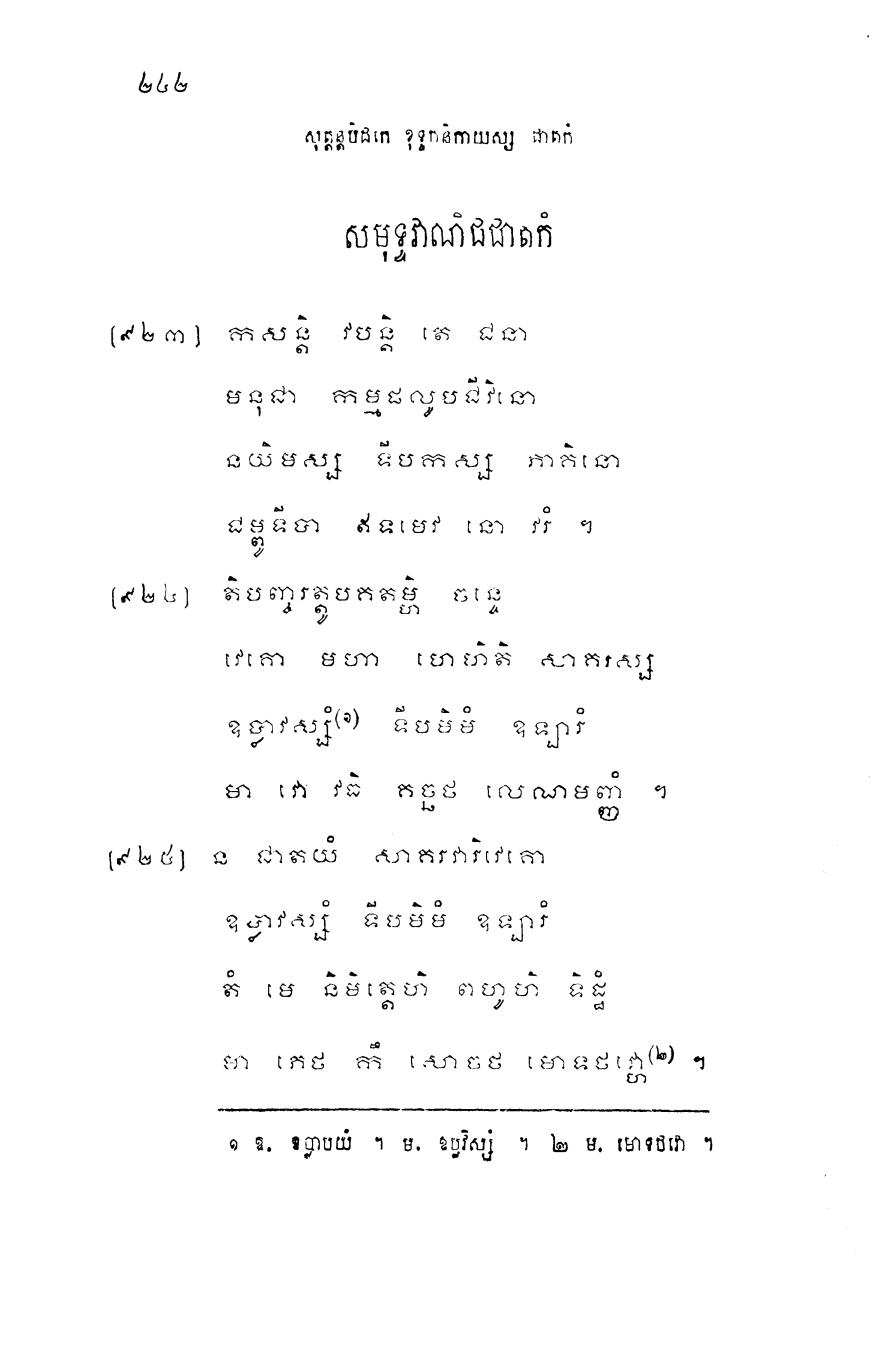 ២៤២
សុត្តន្តបិដកេ ខុទ្ទកនិកាយស្ស ជាតកំ
សមុទ្ទវាណិជជាតកំ
[៩២៣] កសន្តិ វបន្តិ តេ ជនា
មនុជា កម្មផលូបជីវិនោ
នយិមស្ស ទីបកស្ស ភាគិនោ
ជម្ពូទីបា ឥទមេវ នោ វរំ ។
[៩២៤] តិបញ្ចរត្តូបគតម្ហិ ចន្ទេ
វេគោ មហា ហេហិតិ សាគរស្ស
ឧប្លាវស្សំ(១) ទីបមិមំ ឧឡារំ
មា វោ វធិ គច្ឆថ លេណមញ្ញំ ។
[៩២៥] ន ជាតយំ សាគរវារិវេគោ
ឧប្លាវស្សំ ទីបមិមំ ឧឡារំ
តំ មេ និមិត្តេហិ ពហូហិ ទិដ្ឋំ
មា ភេថ កឹ សោចថ មោទថវ្ហោ(២) ។
១ ឱ. ឧប្លាបយំ ។ ម. ឧប្លវិស្សំ ។ ២ ម. មោទថវោ ។